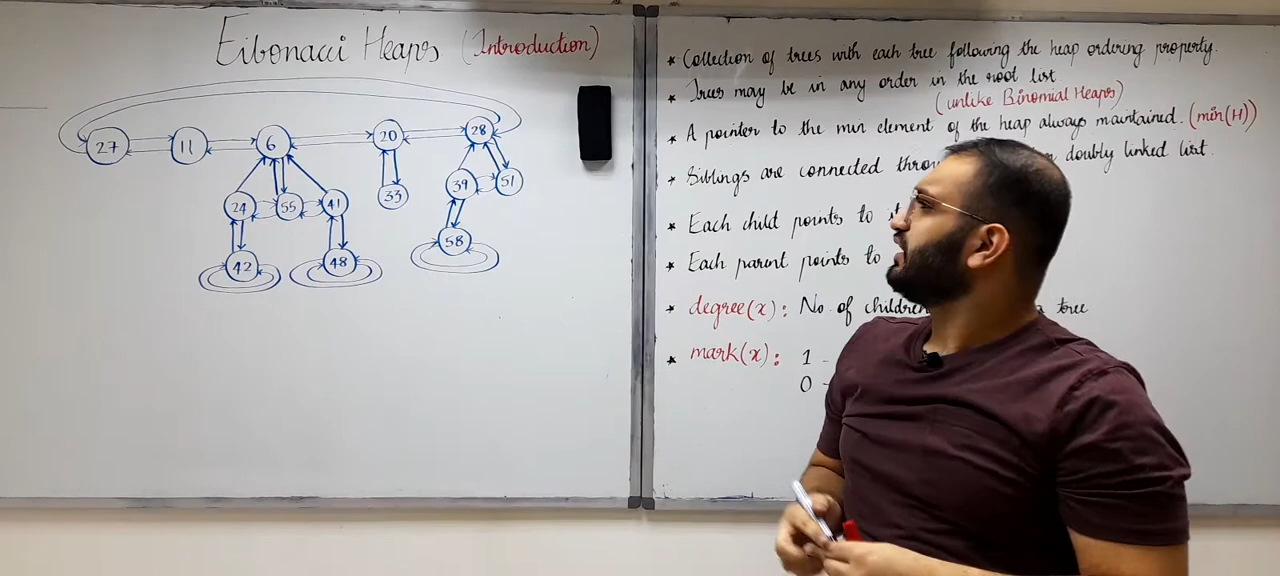 Fibonacci Heaps (Introduction)
27 11 6 20 28
24 55 41 33 39 51
42 48 58
* Collection of trees with each tree following the heap ordering property.
* Trees may be in any order in the root list
(unlike Binomial Heaps)
* A pointer to the min element of the heap always maintained. (min(H))
* Siblings are connected doubly linked list.
* Each child points to
* Each parent points to
* degree(x): No. of children tree
* mark(x): 1 -
0 -